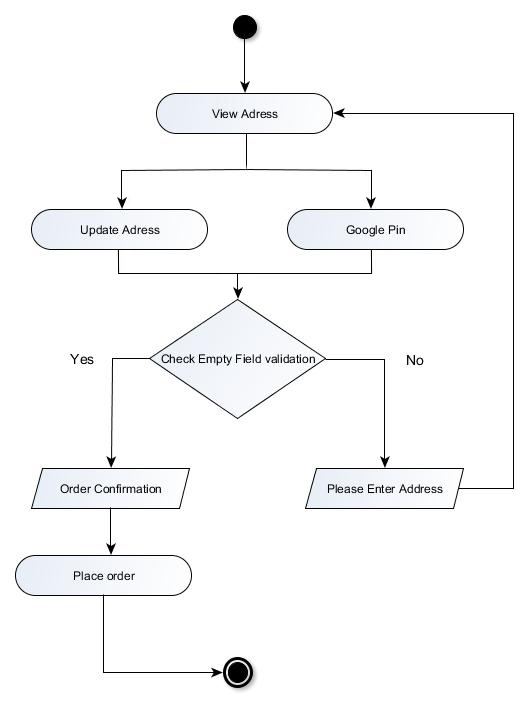 View Adress
Update Adress
Google Pin
Check Empty Field validation
Yes
No
Order Confirmation
Please Enter Address
Place order